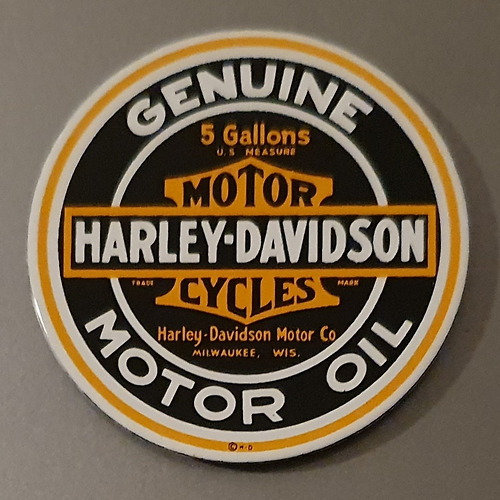 GENUINE
5 Gallons
U.S MEASURE
MOTOR
HARLEY-DAVIDSON
TRADE MARK
CYCLES
Harley-Davidson Motor Co
MILWAUKEE, WIS.
MOTOR OIL
© H-D